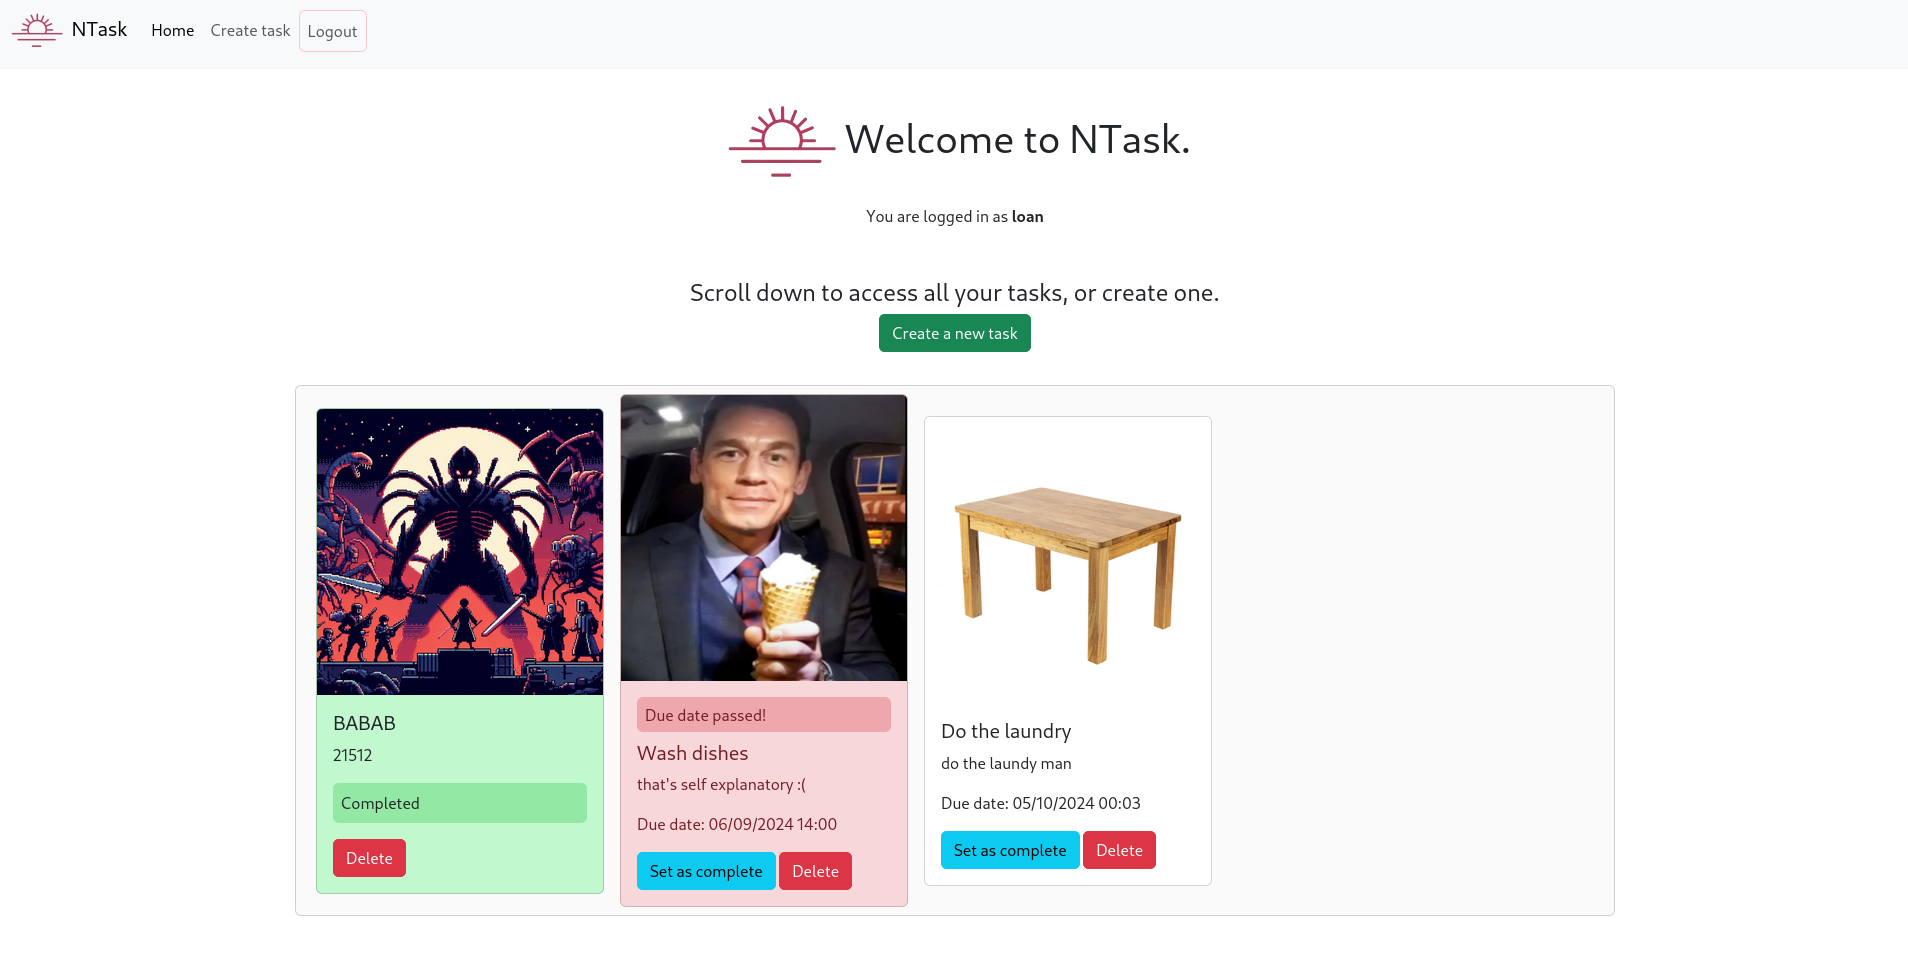 NTask Home Create task Logout
Welcome to NTask.
You are logged in as loan
Scroll down to access all your tasks, or create one.
Create a new task
BABAB
21512
Completed
Delete
Due date passed!
Wash dishes
that's self explanatory :(
Due date: 06/09/2024 14:00
Set as complete Delete
Do the laundry
do the laundy man
Due date: 05/10/2024 00:03
Set as complete Delete